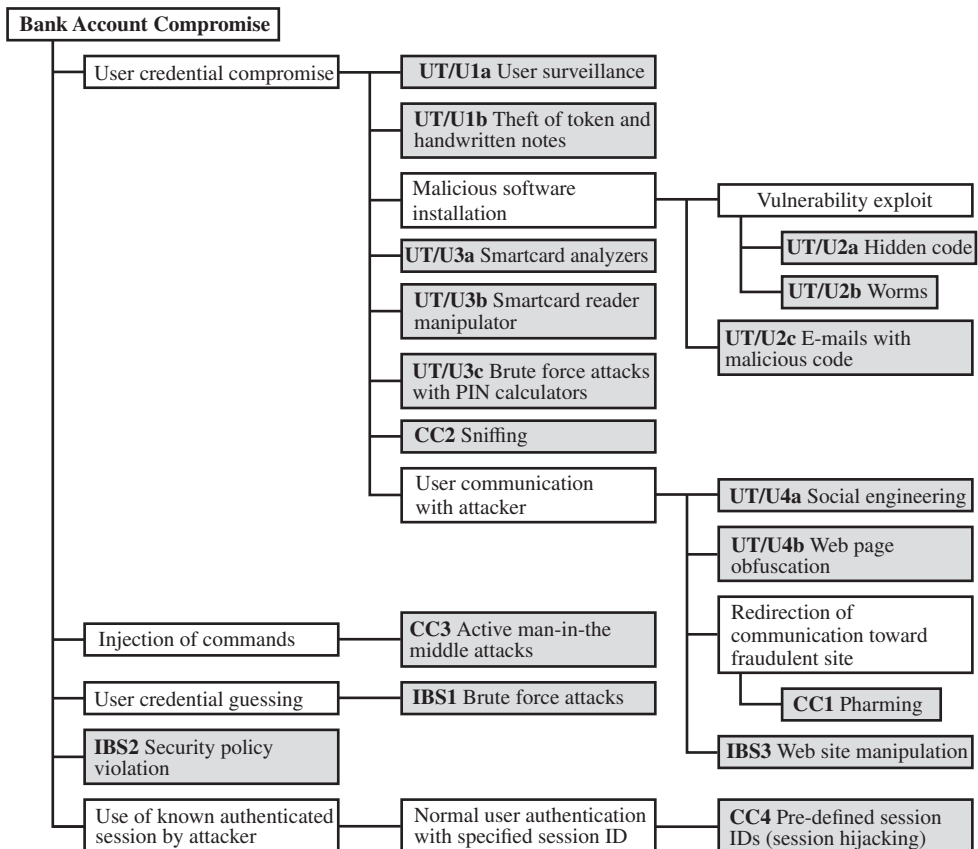 Bank Account Compromise
User credential compromise
UT/U1a User surveillance
UT/U1b Theft of token and
handwritten notes
Malicious software
installation
Vulnerability exploit
UT/U2a Hidden code
UT/U2b Worms
UT/U2c E-mails with
malicious code
UT/U3a Smartcard analyzers
UT/U3b Smartcard reader
manipulator
UT/U3c Brute force attacks
with PIN calculators
CC2 Sniffing
User communication
with attacker
UT/U4a Social engineering
UT/U4b Web page
obfuscation
Redirection of
communication toward
fraudulent site
CC1 Pharming
IBS3 Web site manipulation
Injection of commands
CC3 Active man-in-the
middle attacks
User credential guessing
IBS1 Brute force attacks
IBS2 Security policy
violation
Use of known authenticated
session by attacker
Normal user authentication
with specified session ID
CC4 Pre-defined session
IDs (session hijacking)